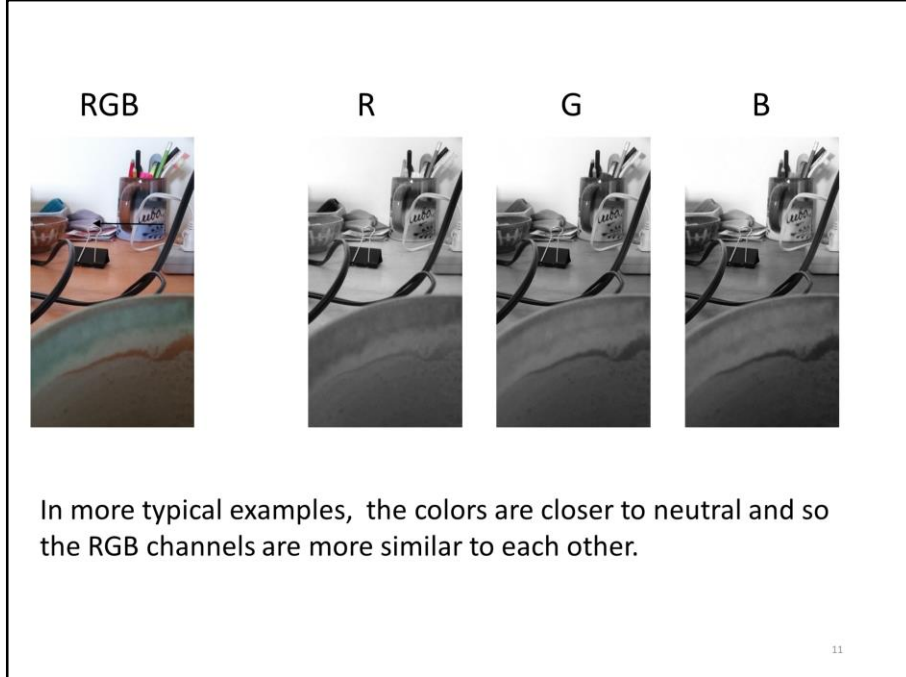 RGB
R
G
B
In more typical examples, the colors are closer to neutral and so
the RGB channels are more similar to each other.
11